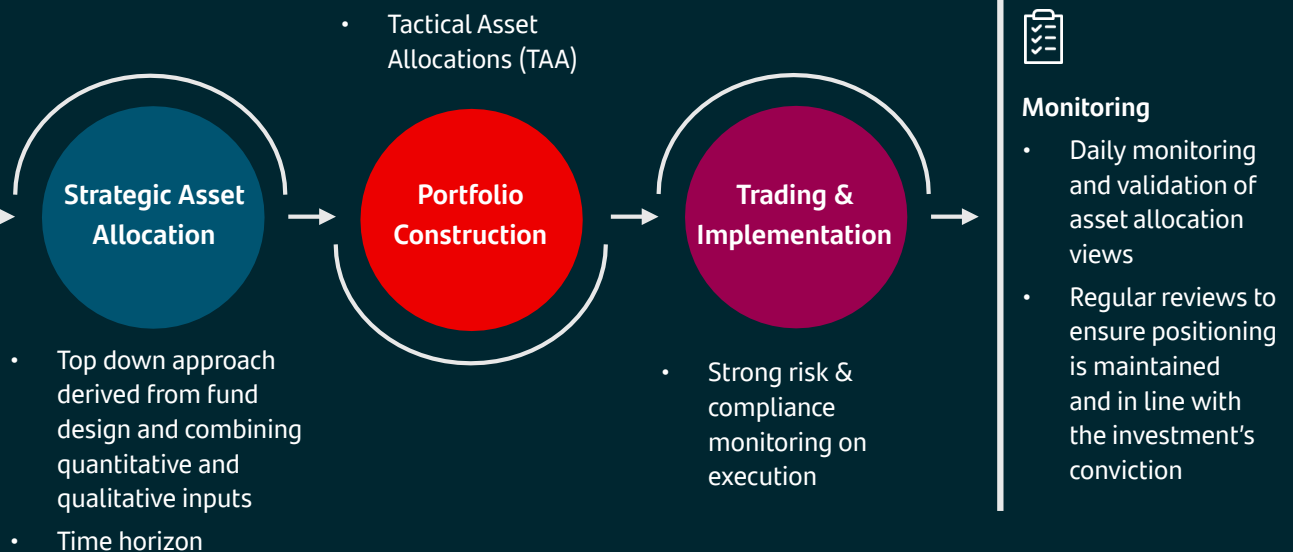 • Tactical Asset
Allocations (TAA)
Strategic Asset
Allocation
Portfolio
Construction
Trading &
Implementation
• Top down approach
derived from fund
design and combining
quantitative and
qualitative inputs
• Time horizon
• Strong risk &
compliance
monitoring on
execution
Monitoring
• Daily monitoring
and validation of
asset allocation
views
• Regular reviews to
ensure positioning
is maintained
and in line with
the investment's
conviction